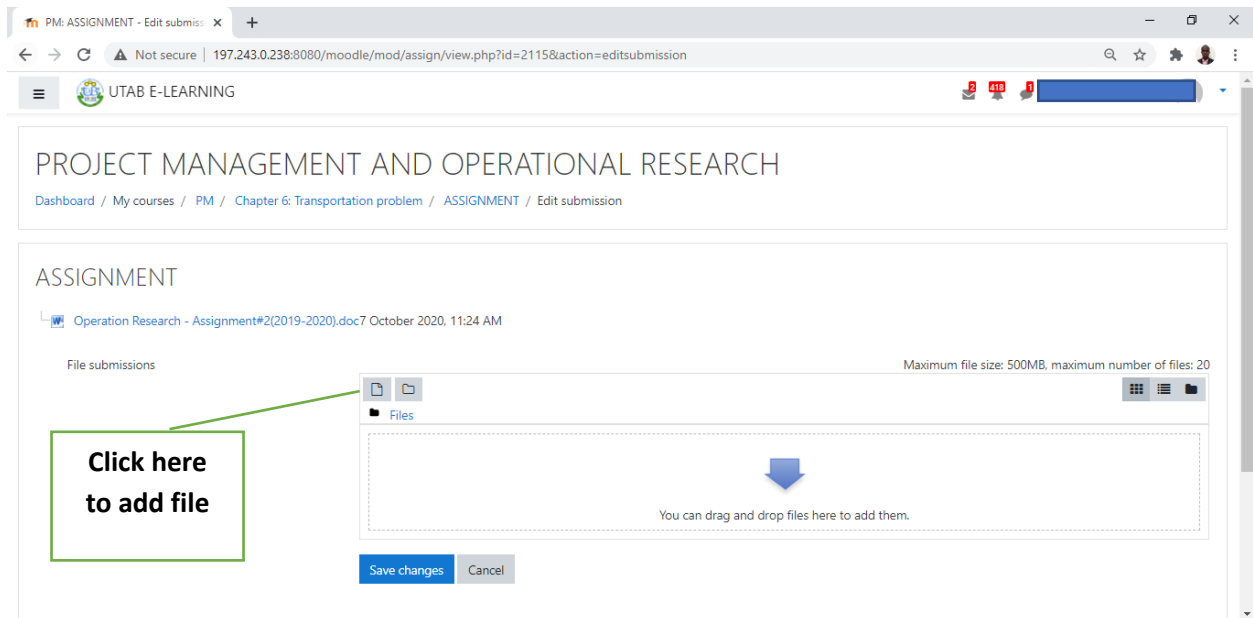 PM: ASSIGNMENT - Edit submiss
Not secure | 197.243.0.238:8080/moodle/mod/assign/view.php?id=2115&action=editsubmission
UTAB E-LEARNING
2 418 1
PROJECT MANAGEMENT AND OPERATIONAL RESEARCH
Dashboard / My courses / PM / Chapter 6: Transportation problem / ASSIGNMENT / Edit submission
ASSIGNMENT
Operation Research - Assignment#2(2019-2020).doc7 October 2020, 11:24 AM
File submissions
Maximum file size: 500MB, maximum number of files: 20
Files
Click here
to add file
You can drag and drop files here to add them.
Save changes Cancel